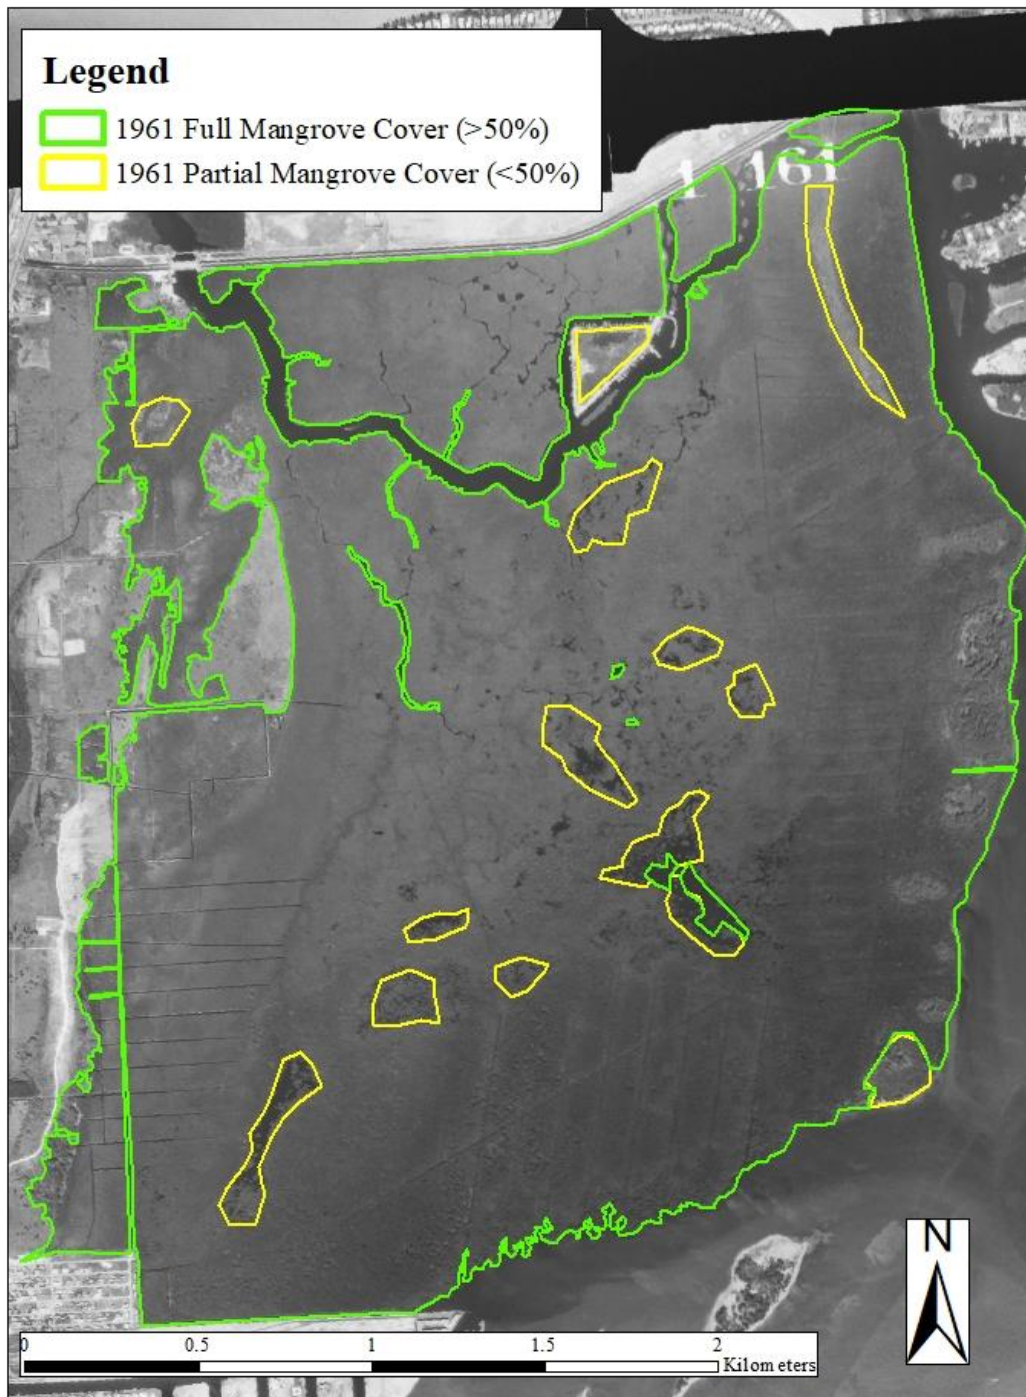 Legend
1961 Full Mangrove Cover (>50%)
1961 Partial Mangrove Cover (<50%)
1 161
N
0 0.5 1 1.5 2
Kilometers